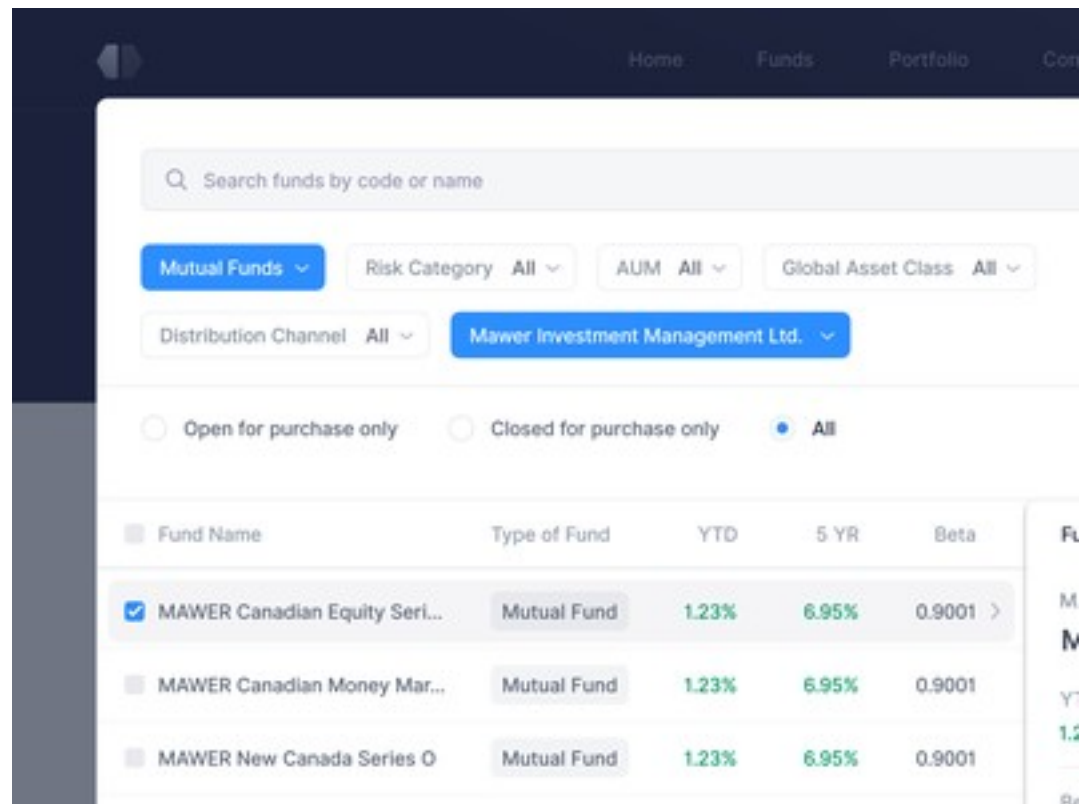 Home Funds Portfolio
Search funds by code or name
Mutual Funds Risk Category All AUM All Global Asset Class All
Distribution Channel All Mawer Investment Management Ltd.
Open for purchase only Closed for purchase only All
Fund Name Type of Fund YTD 5 YR Beta
MAWER Canadian Equity Seri... Mutual Fund 1.23% 6.95% 0.9001
M
MAWER Canadian Money Mar... Mutual Fund 1.23% 6.95% 0.9001
MAWER New Canada Series O Mutual Fund 1.23% 6.95% 0.9001